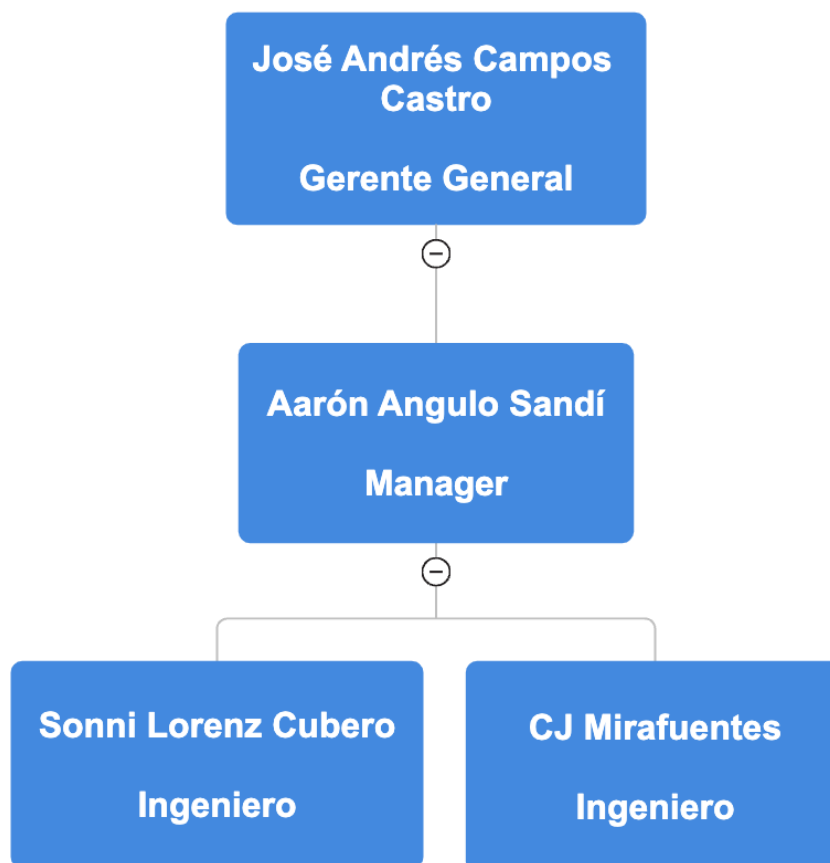 José Andrés Campos
Castro
Gerente General
Aarón Angulo Sandí
Manager
Sonni Lorenz Cubero
Ingeniero
CJ Mirafuentes
Ingeniero